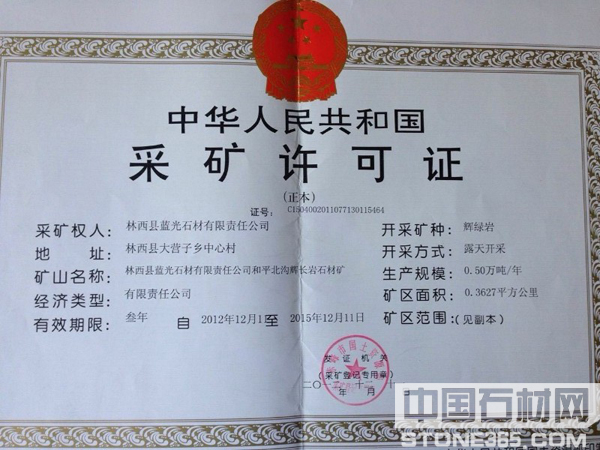 中华人民共和国
采矿许可证
(正本)
证号: C1504002011077130115464
采矿权人: 林西县蓝光石材有限责任公司
地 址: 林西县大营子乡中心村
矿山名称: 林西县蓝光石材有限责任公司和平北沟辉长岩石材矿
经济类型: 有限责任公司
有效期限: 叁年 自 2012年12月1 至 2015年12月11日
开采矿种: 辉绿岩
开采方式: 露天开采
生产规模: 0.50万吨/年
矿区面积: 0.3627平方公里
矿区范围: (见副本)
发证机关
(采矿登记专用章)
年 月 日
中国石材网
STONE365.COM